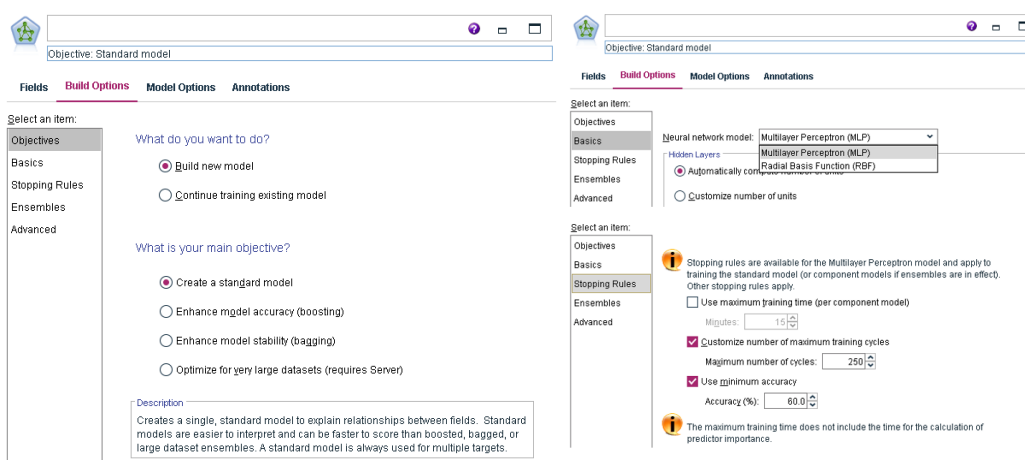 ?
Objective: Standard model
Fields Build Options Model Options Annotations
Select an item:
Objectives
Basics
Stopping Rules
Ensembles
Advanced
What do you want to do?
Build new model
Continue training existing model
What is your main objective?
Create a standard model
Enhance model accuracy (boosting)
Enhance model stability (bagging)
Optimize for very large datasets (requires Server)
Description
Creates a single, standard model to explain relationships between fields. Standard
models are easier to interpret and can be faster to score than boosted, bagged, or
large dataset ensembles. A standard model is always used for multiple targets.
?
Objective: Standard model
Fields Build Options Model Options Annotations
Select an item:
Objectives
Basics
Stopping Rules
Ensembles
Advanced
Neural network model: Multilayer Perceptron (MLP)
Multilayer Perceptron (MLP)
Radial Basis Function (RBF)
Hidden Layers
Automatically compute number of units
Customize number of units
Select an item:
Objectives
Basics
Stopping Rules
Ensembles
Advanced
Stopping rules are available for the Multilayer Perceptron model and apply to
training the standard model (or component models if ensembles are in effect).
Other stopping rules apply.
Use maximum training time (per component model)
Minutes: 15
Customize number of maximum training cycles
Maximum number of cycles: 250
Use minimum accuracy
Accuracy (%): 60.0
The maximum training time does not include the time for the calculation of
predictor importance.